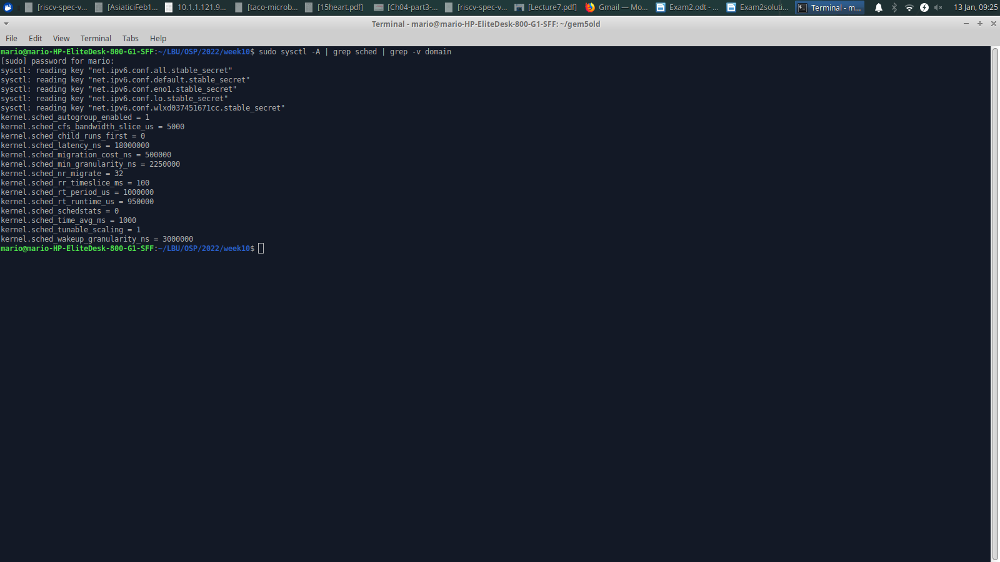 [riscv-spec-v... [AsiaticiFeb1... 10.1.1.121.9... [taco-microb... [15heart.pdf] [Ch04-part3-... [riscv-spec-v... [Lecture7.pdf] Gmail — Mo... Exam2.odt - ... Exam2soluti... Terminal - m... 13 Jan, 09:25
Terminal - mario@mario-HP-EliteDesk-800-G1-SFF: ~/gem5old
File Edit View Terminal Tabs Help
mario@mario-HP-EliteDesk-800-G1-SFF:~/LBU/OSP/2022/week10$ sudo sysctl -A | grep sched | grep -v domain
[sudo] password for mario:
sysctl: reading key "net.ipv6.conf.all.stable_secret"
sysctl: reading key "net.ipv6.conf.default.stable_secret"
sysctl: reading key "net.ipv6.conf.eno1.stable_secret"
sysctl: reading key "net.ipv6.conf.lo.stable_secret"
sysctl: reading key "net.ipv6.conf.wlxd037451671cc.stable_secret"
kernel.sched_autogroup_enabled = 1
kernel.sched_cfs_bandwidth_slice_us = 5000
kernel.sched_child_runs_first = 0
kernel.sched_latency_ns = 18000000
kernel.sched_migration_cost_ns = 500000
kernel.sched_min_granularity_ns = 2250000
kernel.sched_nr_migrate = 32
kernel.sched_rr_timeslice_ms = 100
kernel.sched_rt_period_us = 1000000
kernel.sched_rt_runtime_us = 950000
kernel.sched_schedstats = 0
kernel.sched_time_avg_ms = 1000
kernel.sched_tunable_scaling = 1
kernel.sched_wakeup_granularity_ns = 3000000
mario@mario-HP-EliteDesk-800-G1-SFF:~/LBU/OSP/2022/week10$